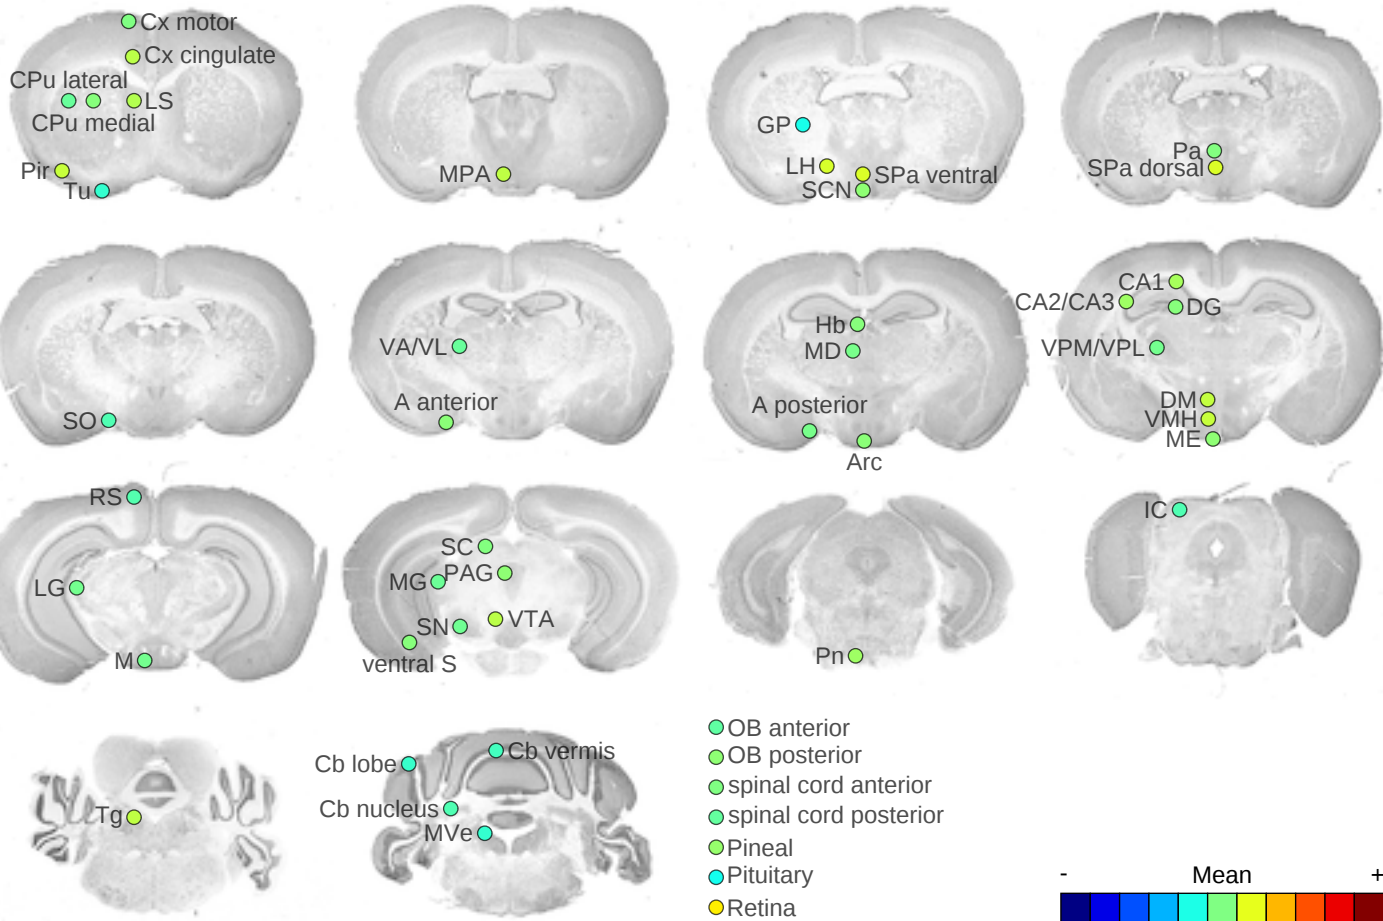 Cx motor
Cx cingulate
CPu lateral
LS
CPu medial
Pir
Tu
MPA
GP
LH
SPa ventral
SCN
Pa
SPa dorsal
SO
VA/VL
A anterior
Hb
MD
A posterior
Arc
CA1
CA2/CA3
DG
VPM/VPL
DM
VMH
ME
RS
LG
M
SC
PAG
MG
VTA
SN
ventral S
Pn
IC
Tg
Cb vermis
Cb lobe
Cb nucleus
MVe
OB anterior
OB posterior
spinal cord anterior
spinal cord posterior
Pineal
Pituitary
Retina
- Mean +